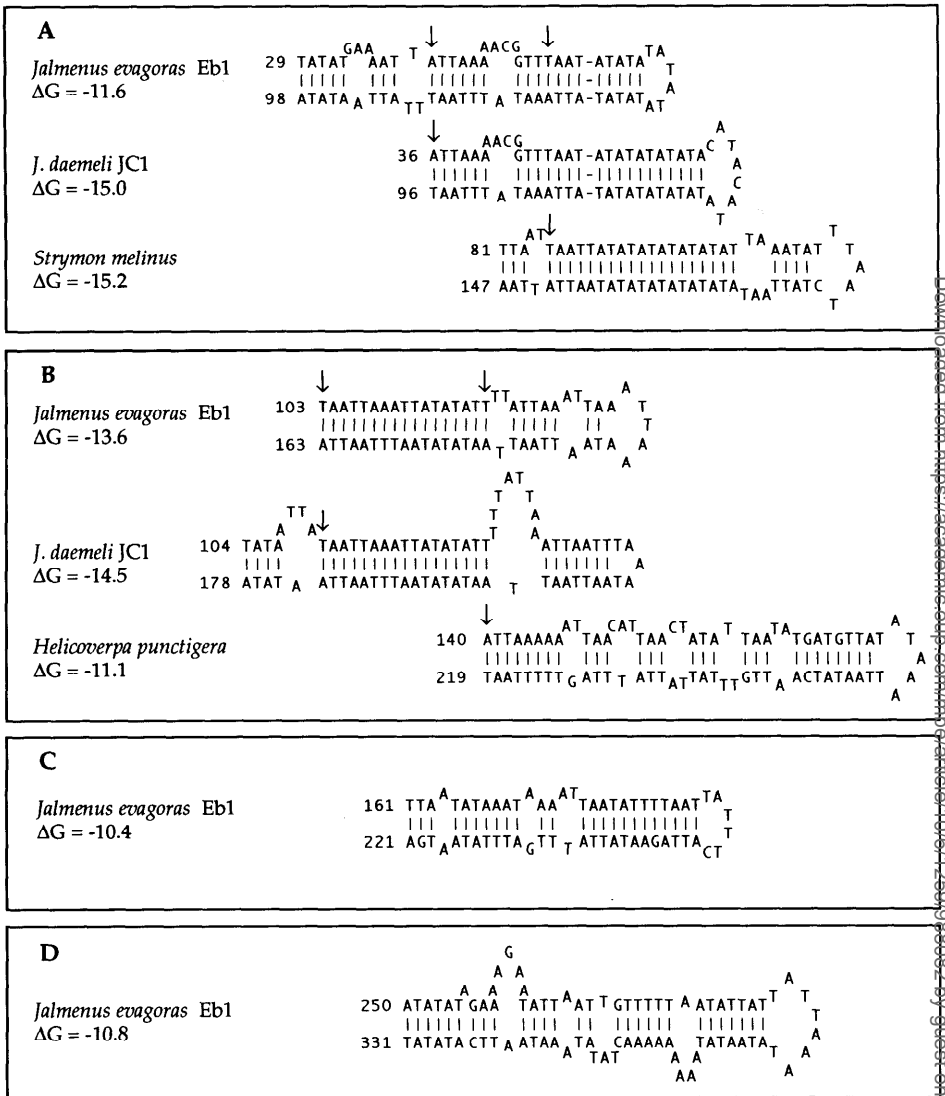 A
Jalmenus evagoras Eb1
ΔG = -11.6
GAA T AACG TA
29 TATAT AAT ATTAAA GTTTAAT-ATATA T
A
98 ATATA A TTA TT TAATTT A TAAATTA-TATAT AT
J. daemeli JC1
ΔG = -15.0
AACG A
36 ATTAAA GTTTAAT-ATATATATATA C T
A
C
96 TAATTT A TAAATTA-TATATATATAT A A
T
Strymon melinus
ΔG = -15.2
AT TA T
81 TTA TAATTATATATATATATAT AATAT T
A
147 AAT T ATTAATATATATATATATA TAA TTATC A
T
B
Jalmenus evagoras Eb1
ΔG = -13.6
TT AT A
103 TAATTAAATTATATATT ATTAA TAA T
T
163 ATTAATTTAATATATAA T TAATT A ATA A
A
J. daemeli JC1
ΔG = -14.5
AT
T T
TT T A
A A T A
104 TATA TAATTAAATTATATATT ATTAATTTA
A
178 ATAT A ATTAATTTAATATATAA T TAATTAATA
Helicoverpa punctigera
ΔG = -11.1
AT CAT CT T TA A
140 ATTAAAAA TAA TAA ATA TAA TGATGTTAT T
A
219 TAATTTTT G ATT T ATT AT TAT TT GTT A ACTATAATT A
A
C
Jalmenus evagoras Eb1
ΔG = -10.4
A A AT TA
161 TTA TATAAAT AA TAATATTTTAAT T
T
221 AGT A ATATTTA G TT T ATTATAAGATTA CT
D
Jalmenus evagoras Eb1
ΔG = -10.8
G
A A
A A A A T A T
250 ATATAT GAA TATT ATT GTTTTT A ATATTAT T
T
A
331 TATATA CTT A ATAA A TA TAT CAAAAA A A TATAATA T A
AA A
by guest on